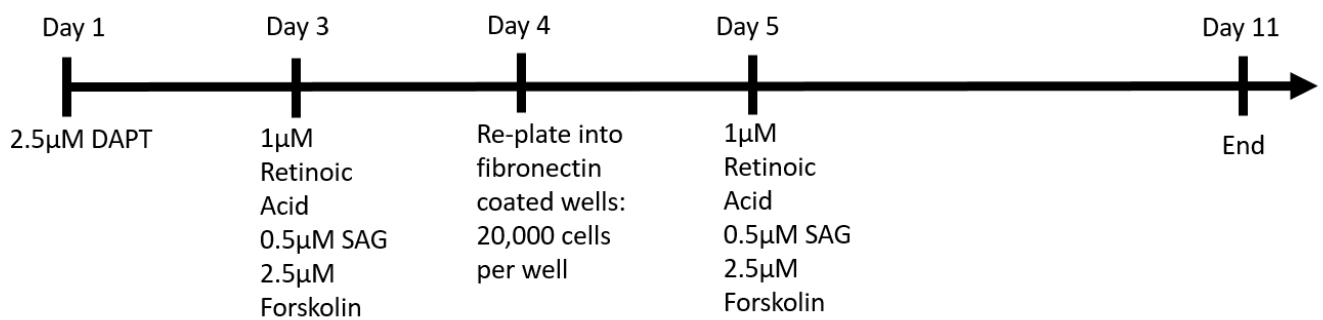 Day 1
Day 3
Day 4
Day 5
Day 11
2.5µM DAPT
1µM
Retinoic
Acid
0.5µM SAG
2.5µM
Forskolin
Re-plate into
fibronectin
coated wells:
20,000 cells
per well
1µM
Retinoic
Acid
0.5µM SAG
2.5µM
Forskolin
End